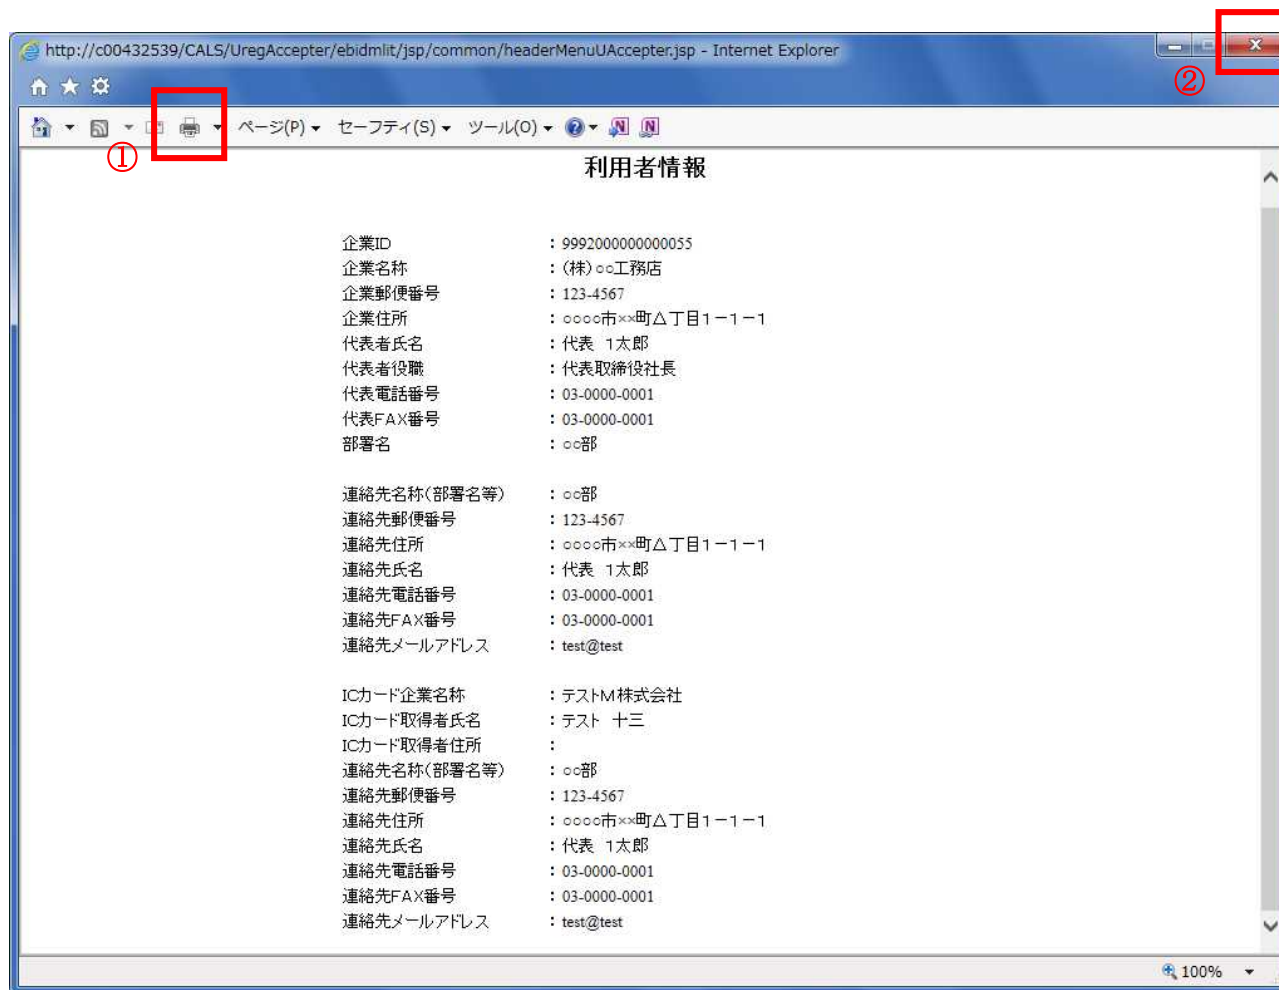 http://c00432539/CALS/UregAccepter/ebidmlit/jsp/common/headerMenuUAccepter.jsp - Internet Explorer
②
ページ(P) セーフティ(S) ツール(O)
①
利用者情報
企業ID : 9992000000000055
企業名称 : (株)○○工務店
企業郵便番号 : 123-4567
企業住所 : ○○○○市××町△丁目1-1-1
代表者氏名 : 代表 1太郎
代表者役職 : 代表取締役社長
代表電話番号 : 03-0000-0001
代表FAX番号 : 03-0000-0001
部署名 : ○○部
連絡先名称(部署名等) : ○○部
連絡先郵便番号 : 123-4567
連絡先住所 : ○○○○市××町△丁目1-1-1
連絡先氏名 : 代表 1太郎
連絡先電話番号 : 03-0000-0001
連絡先FAX番号 : 03-0000-0001
連絡先メールアドレス : test@test
ICカード企業名称 : テストM株式会社
ICカード取得者氏名 : テスト 十三
ICカード取得者住所 :
連絡先名称(部署名等) : ○○部
連絡先郵便番号 : 123-4567
連絡先住所 : ○○○○市××町△丁目1-1-1
連絡先氏名 : 代表 1太郎
連絡先電話番号 : 03-0000-0001
連絡先FAX番号 : 03-0000-0001
連絡先メールアドレス : test@test
100%